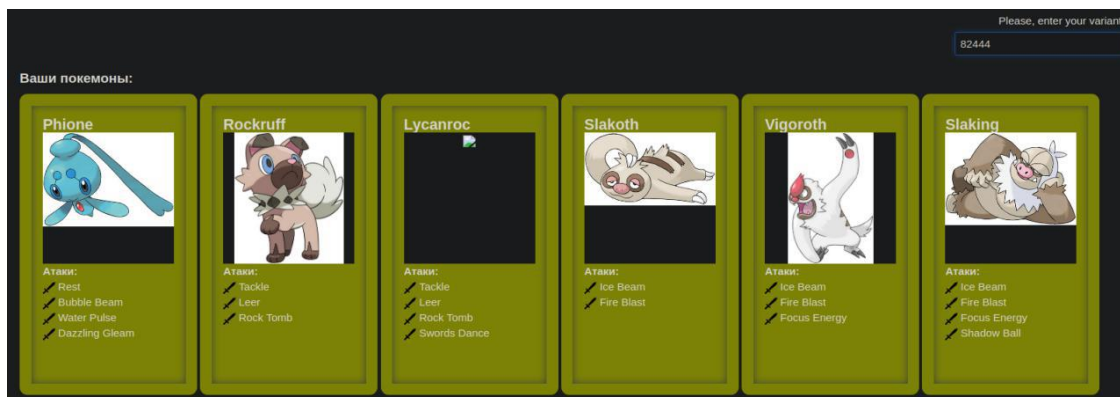 Please, enter your variant
82444
Ваши покемоны:
Phione
Атаки:
Rest
Bubble Beam
Water Pulse
Dazzling Gleam
Rockruff
Атаки:
Tackle
Leer
Rock Tomb
Lycanroc
Атаки:
Tackle
Leer
Rock Tomb
Swords Dance
Slakoth
Атаки:
Ice Beam
Fire Blast
Vigoroth
Атаки:
Ice Beam
Fire Blast
Focus Energy
Slaking
Атаки:
Ice Beam
Fire Blast
Focus Energy
Shadow Ball